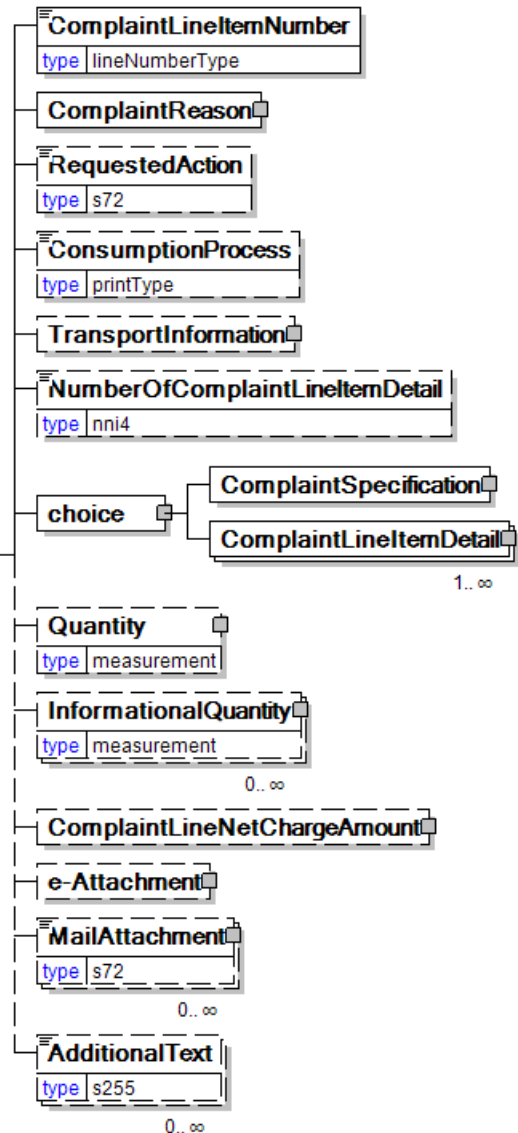 ComplaintLineItemNumber
type lineNumberType
ComplaintReason
RequestedAction
type s72
ConsumptionProcess
type printType
TransportInformation
NumberOfComplaintLineItemDetail
type nni4
ComplaintSpecification
choice
ComplaintLineItemDetail
1.. ∞
Quantity
type measurement
InformationalQuantity
type measurement
0.. ∞
ComplaintLineNetChargeAmount
e-Attachment
MailAttachment
type s72
0.. ∞
AdditionalText
type s255
0.. ∞